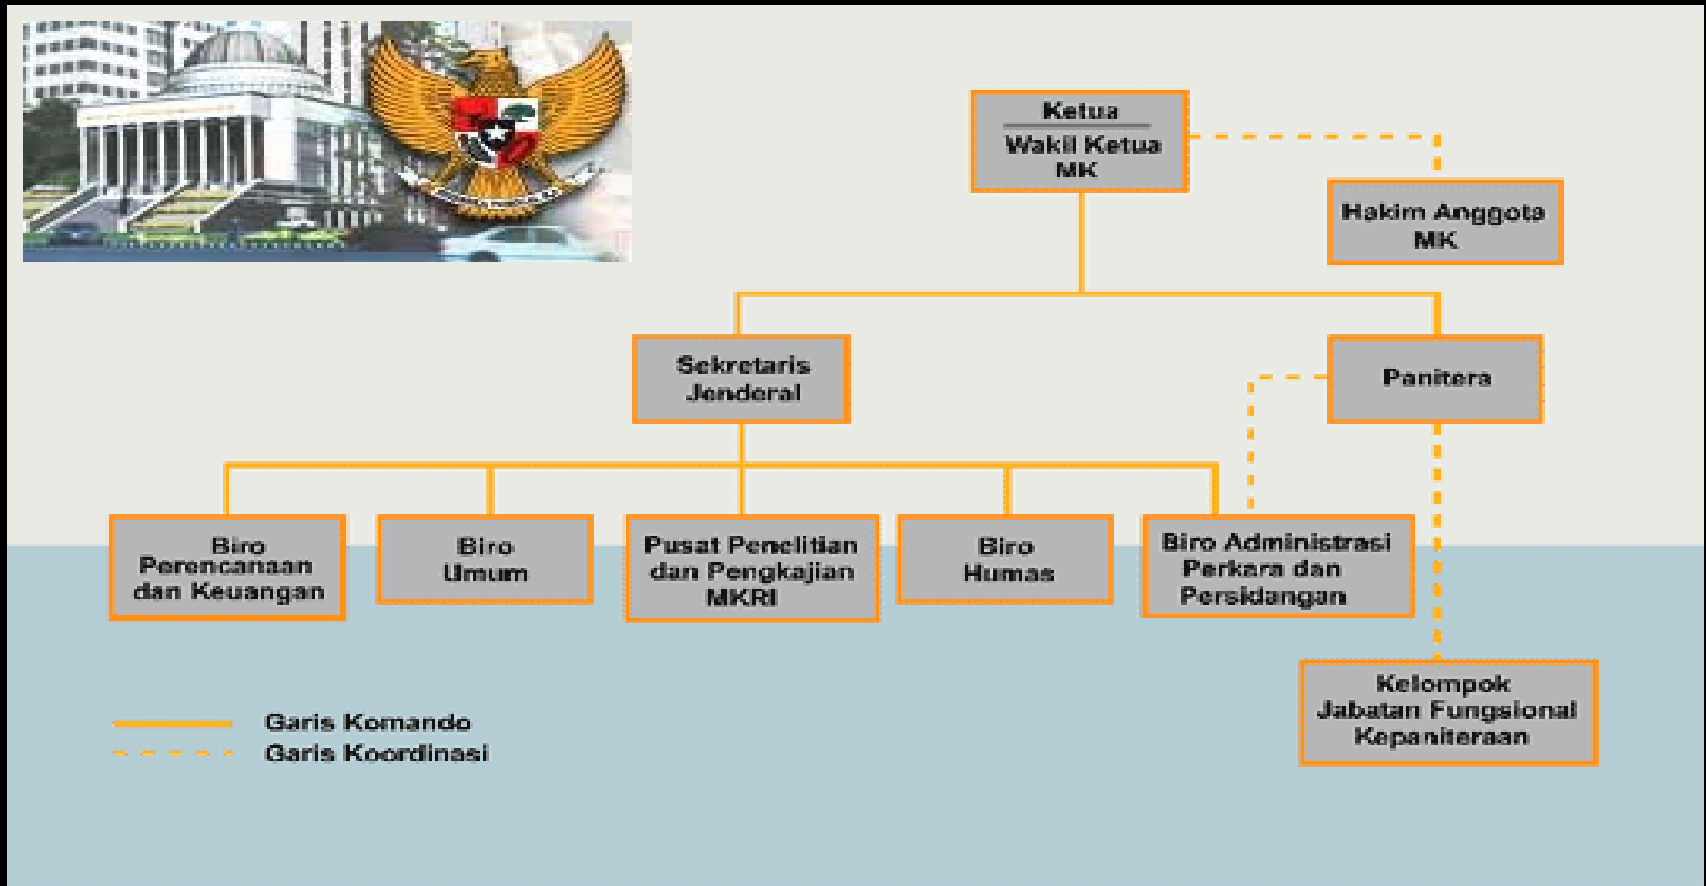 Ketua
Wakil Ketua
MK
Hakim Anggota
MK
Sekretaris
Jenderal
Panitera
Biro
Perencanaan
dan Keuangan
Biro
Umum
Pusat Penelitian
dan Pengkajian
MKRI
Biro
Humas
Biro Administrasi
Perkara dan
Persidangan
Kelompok
Jabatan Fungsional
Kepaniteraan
Garis Komando
Garis Koordinasi